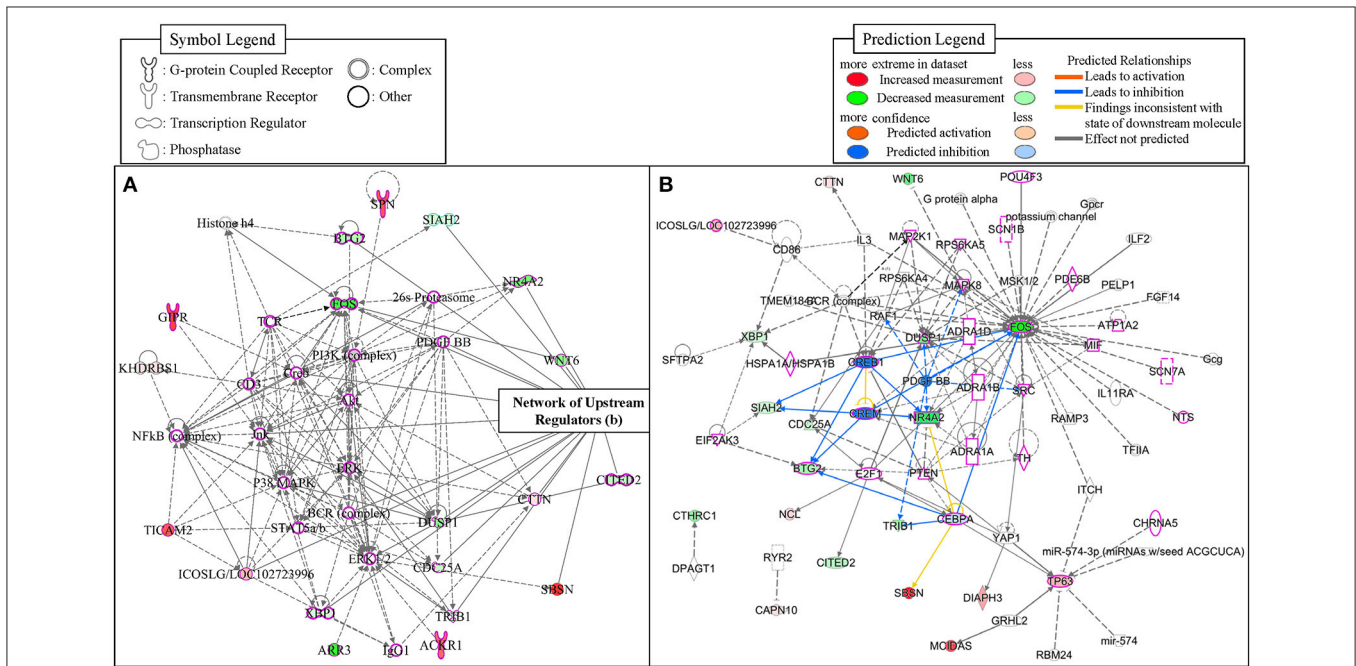 Symbol Legend
: G-protein Coupled Receptor
: Complex
: Transmembrane Receptor
: Other
: Transcription Regulator
: Phosphatase
Prediction Legend
more extreme in dataset
less
Increased measurement
Decreased measurement
more confidence
less
Predicted activation
Predicted inhibition
Predicted Relationships
Leads to activation
Leads to inhibition
Findings inconsistent with
state of downstream molecule
Effect not predicted
A
SPN
Histone h4
SIAH2
BTG2
NR4A2
FOS
26s Proteasome
GIPR
TCR
PDGF BB
PI3K (complex)
WNT6
KHDRBS1
Creb
CD3
Akt
Network of Upstream
Regulators (b)
NFkB (complex)
Jnk
ERK
P38 MAPK
CITED2
CTTN
BCR (complex)
DUSP1
STAT5a/b
TICAM2
ERK1/2
CDC25A
ICOSLG/LOC102723996
SBSN
XBP1
TRIB1
ARR3
IgG1
ACKR1
B
CTTN
WNT6
POU4F3
G protein alpha
Gpcr
potassium channel
ICOSLG/LOC102723996
SCN1B
MAP2K1
IL3
RPS6KA5
ILF2
CD86
RPS6KA4
MSK1/2
PDE6B
MAPK8
PELP1
TMEM184
BCR (complex)
FGF14
RAF1
XBP1
DUSP1
ADRA1D
FOS
ATP1A2
MIF
SFTPA2
HSPA1A/HSPA1B
CREB1
Gcg
SCN7A
PDGF BB
ADRA1B
SRC
IL11RA
SIAH2
CREM
NR4A2
NTS
CDC25A
RAMP3
EIF2AK3
ADRA1A
TFIIA
TH
BTG2
E2F1
PTEN
ITCH
NCL
CTHRC1
TRIB1
CEBPA
CHRNA5
YAP1
miR-574-3p (miRNAs w/seed ACGCUCA)
RYR2
DPAGT1
CITED2
TP63
SBSN
DIAPH3
CAPN10
GRHL2
MCIDAS
mir-574
RBM24